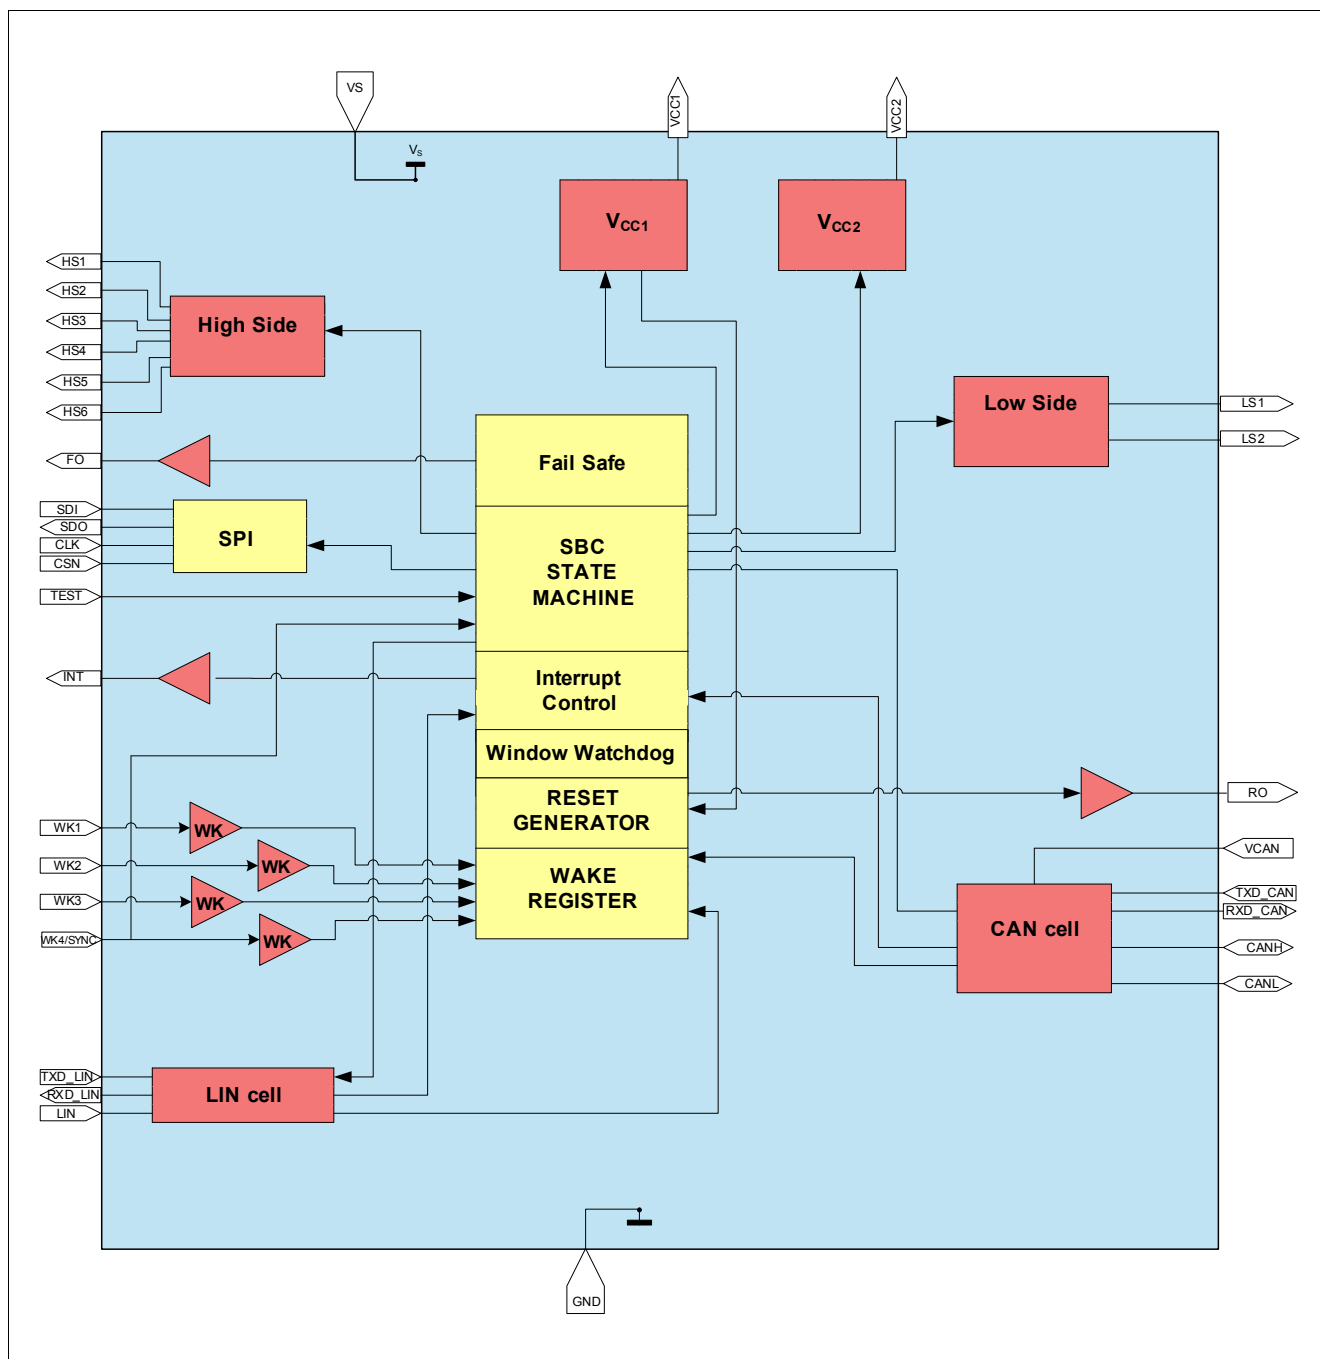 VS
VCC1
VCC2
Vs
VCC1
VCC2
HS1
HS2
HS3
HS4
HS5
HS6
High Side
Low Side
LS1
LS2
FO
Fail Safe
SDI
SDO
CLK
CSN
SPI
SBC
STATE
MACHINE
TEST
INT
Interrupt
Control
Window Watchdog
RESET
GENERATOR
RO
WK1
WK
WK2
WK
WK3
WK
WK4/SYNC
WK
WAKE
REGISTER
VCAN
TXD_CAN
RXD_CAN
CANH
CANL
CAN cell
TXD_LIN
RXD_LIN
LIN
LIN cell
GND